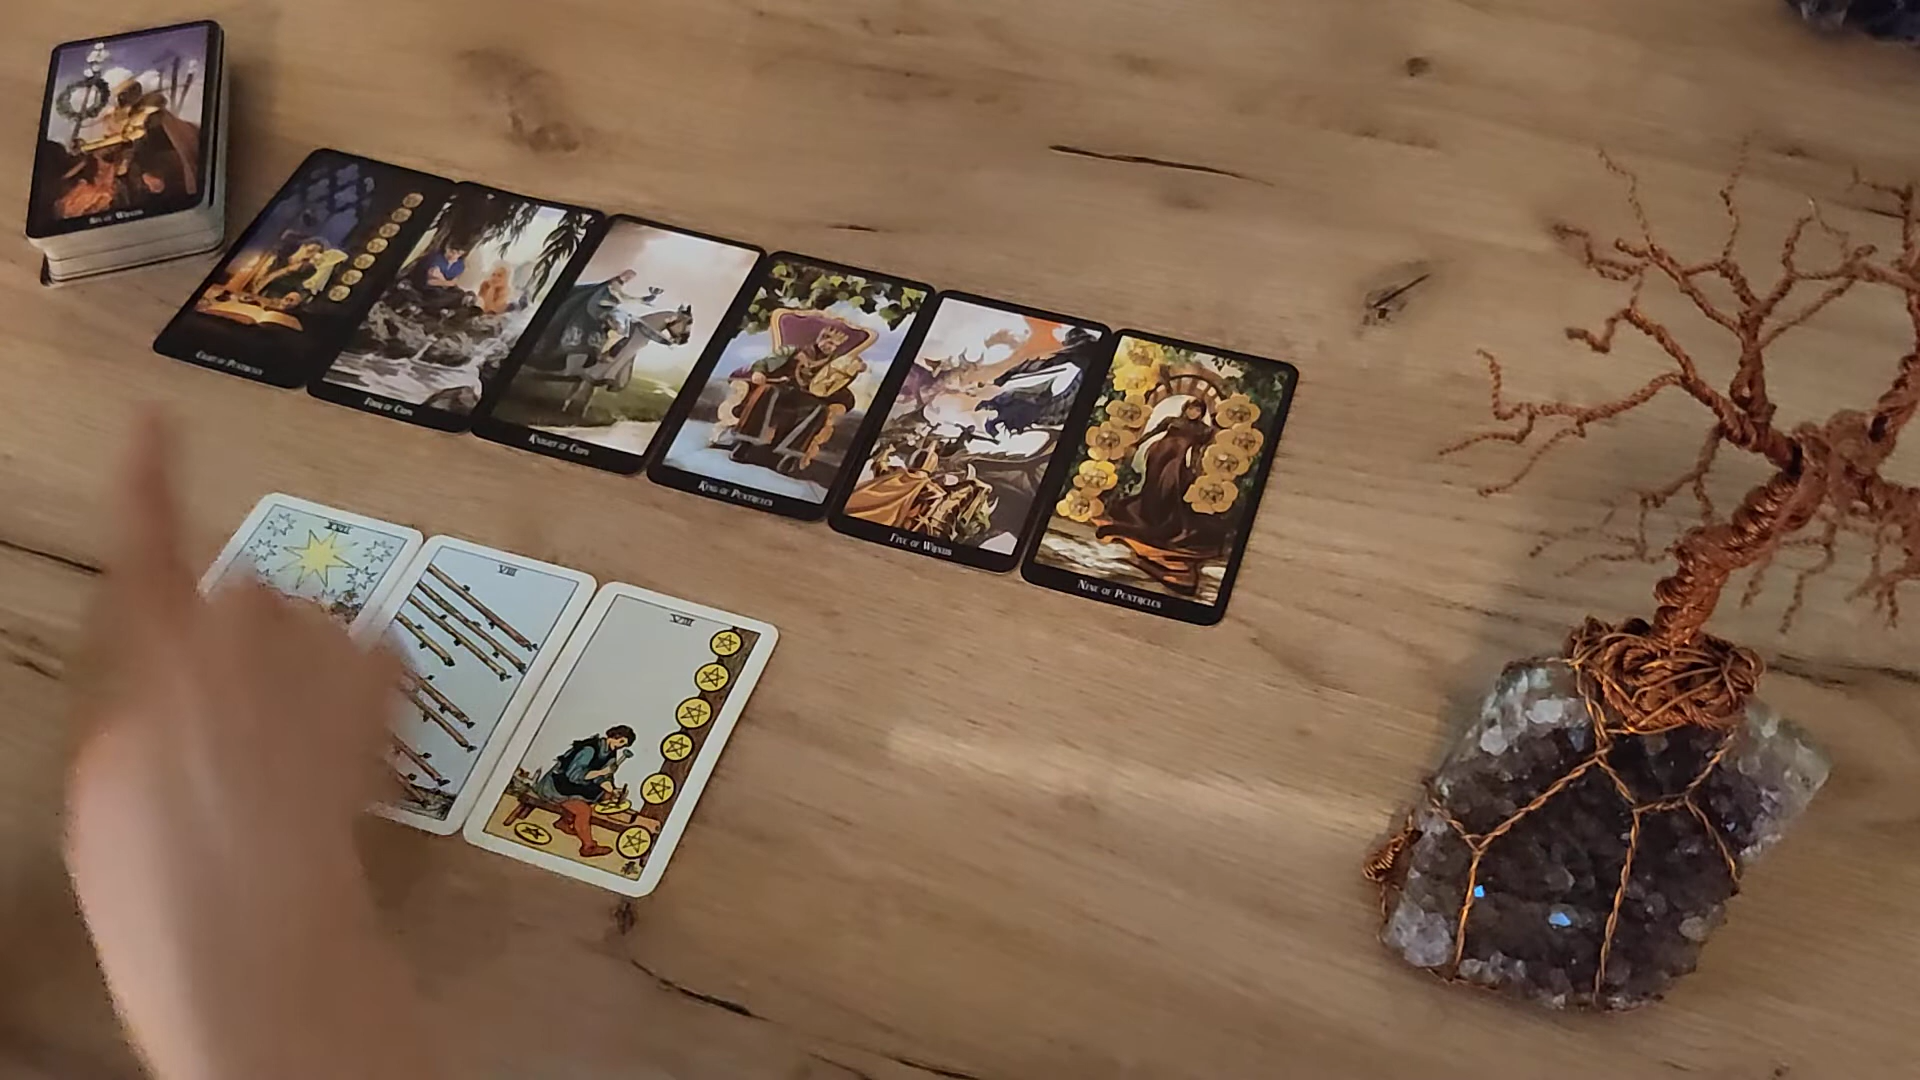 Six of Wands
Eight of Pentacles
Four of Cups
Knight of Cups
King of Pentacles
Five of Wands
Nine of Pentacles
XVII
VIII
VIII